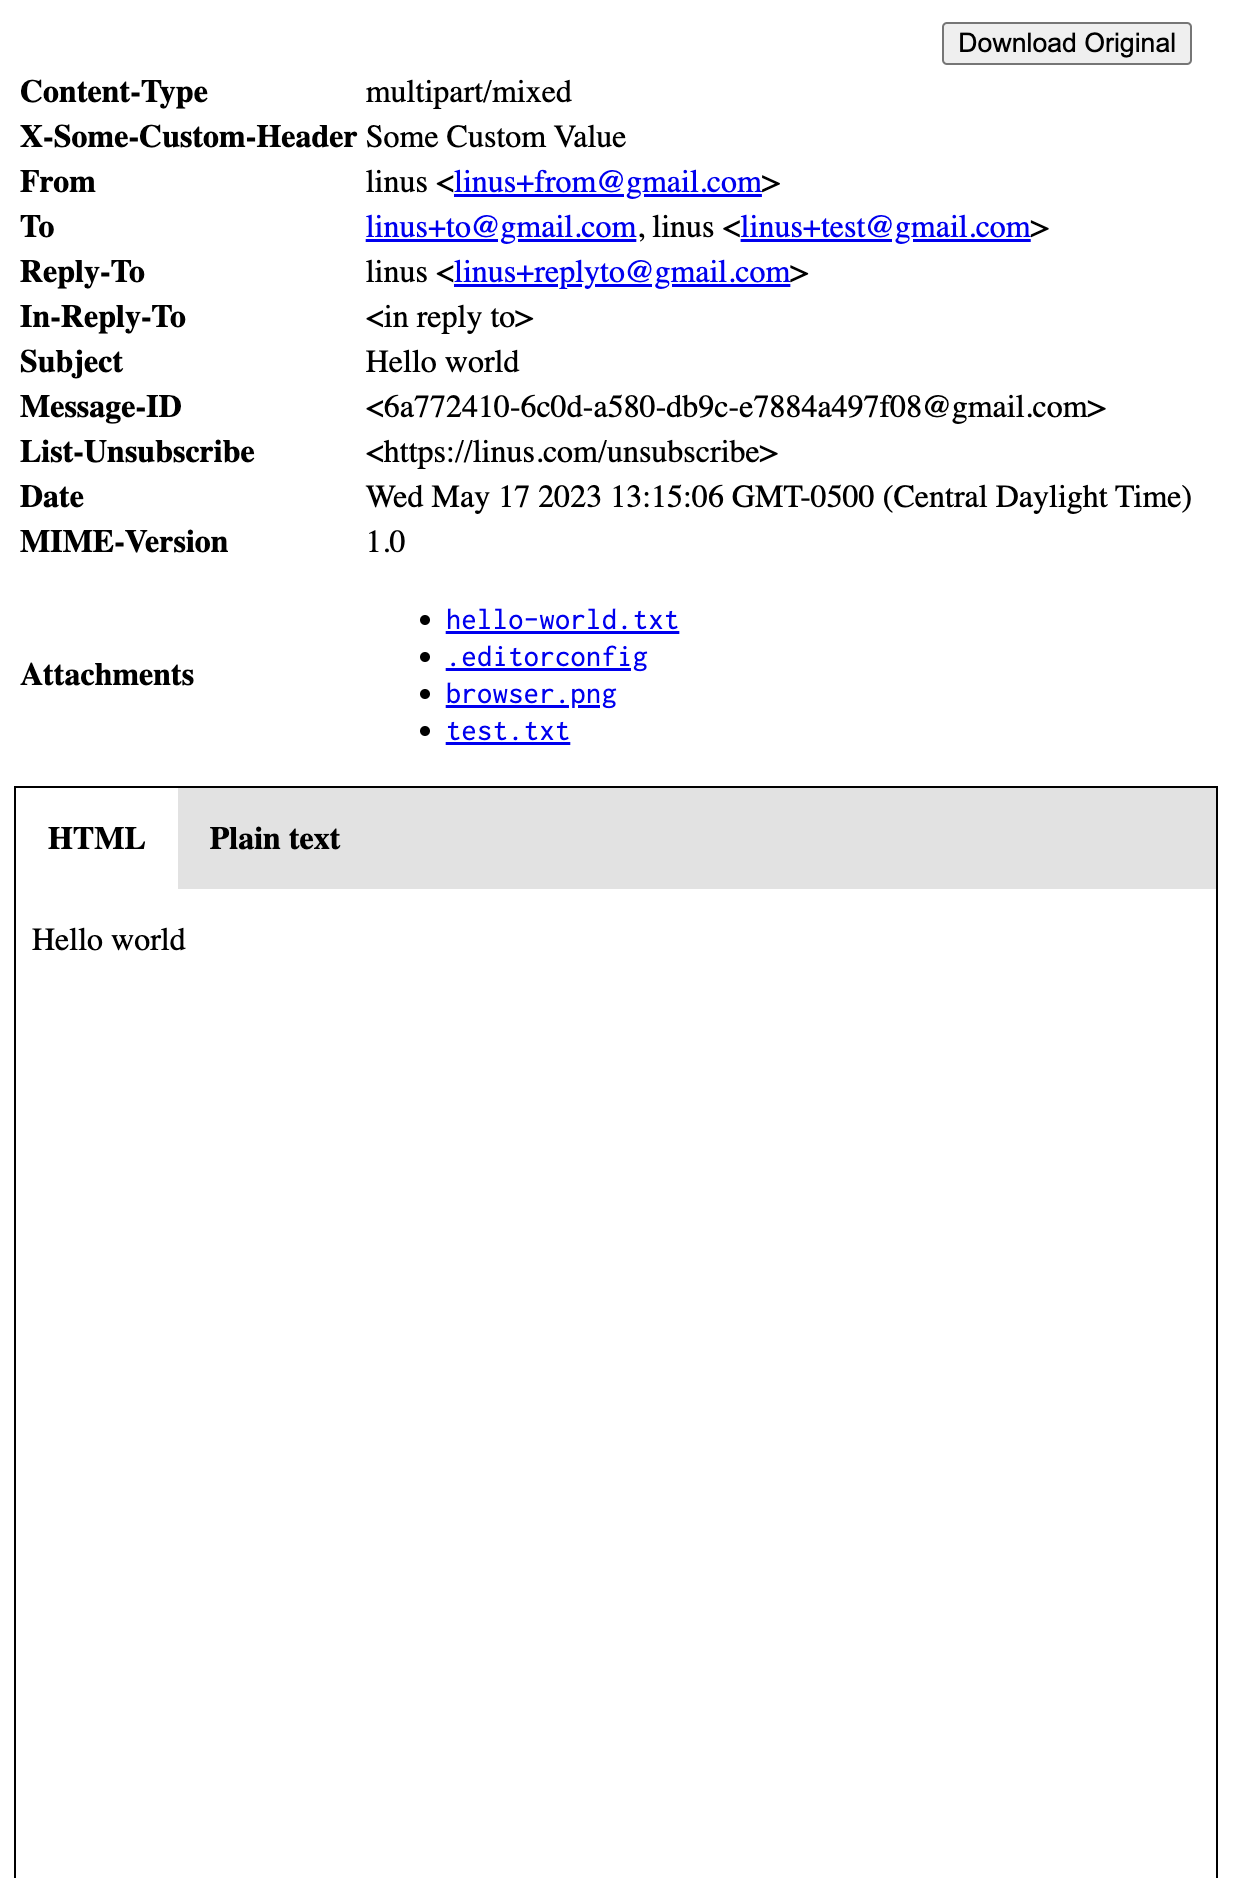 Download Original
Content-Type multipart/mixed
X-Some-Custom-Header Some Custom Value
From linus <linus+from@gmail.com>
To linus+to@gmail.com, linus <linus+test@gmail.com>
Reply-To linus <linus+replyto@gmail.com>
In-Reply-To <in reply to>
Subject Hello world
Message-ID <6a772410-6c0d-a580-db9c-e7884a497f08@gmail.com>
List-Unsubscribe <https://linus.com/unsubscribe>
Date Wed May 17 2023 13:15:06 GMT-0500 (Central Daylight Time)
MIME-Version 1.0
Attachments
• hello-world.txt
• .editorconfig
• browser.png
• test.txt
HTML Plain text
Hello world